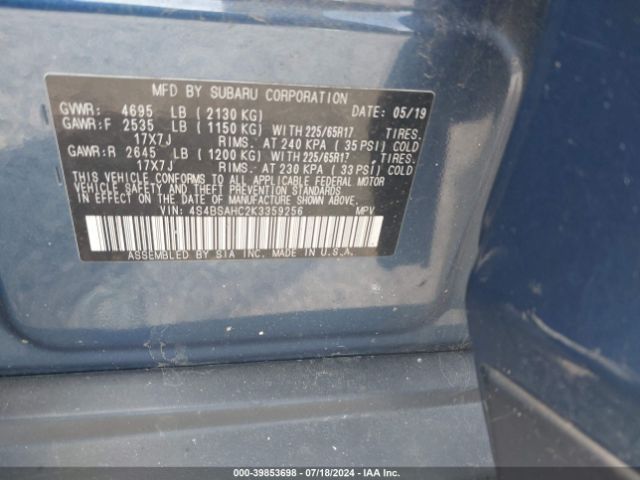 MFD BY SUBARU CORPORATION
GVWR: 4695 LB ( 2130 KG) DATE: 05/19
GAWR:F 2535 LB ( 1150 KG) WITH 225/65R17 TIRES.
17X7J RIMS. AT 240 KPA ( 35 PSI) COLD
GAWR:R 2645 LB ( 1200 KG) WITH 225/65R17 TIRES.
17X7J RIMS. AT 230 KPA ( 33 PSI) COLD
THIS VEHICLE CONFORMS TO ALL APPLICABLE FEDERAL MOTOR
VEHICLE SAFETY AND THEFT PREVENTION STANDARDS
IN EFFECT ON THE DATE OF MANUFACTURE SHOWN ABOVE.
VIN: 4S4BSAHC2K3359256 MPV
ASSEMBLED BY SIA INC. MADE IN U.S.A.
000-39853698 - 07/18/2024 - IAAI.com